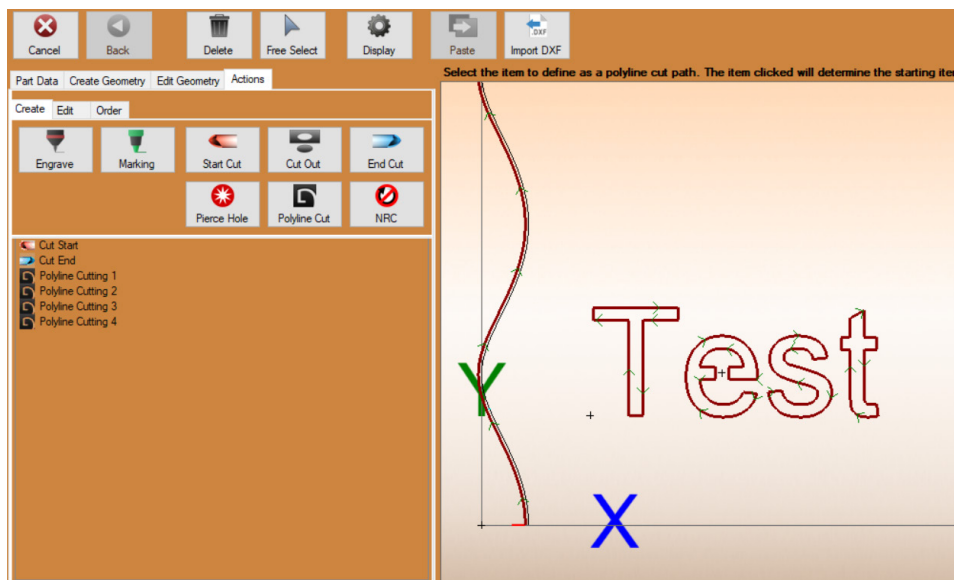 Cancel
Back
Delete
Free Select
Display
Paste
.DXF
Import DXF
Part Data
Create Geometry
Edit Geometry
Actions
Select the item to define as a polyline cut path. The item clicked will determine the starting
Create
Edit
Order
Engrave
Marking
Start Cut
Cut Out
End Cut
Pierce Hole
Polyline Cut
NRC
Cut Start
Cut End
Polyline Cutting 1
Polyline Cutting 2
Polyline Cutting 3
Polyline Cutting 4
Test
Y
X